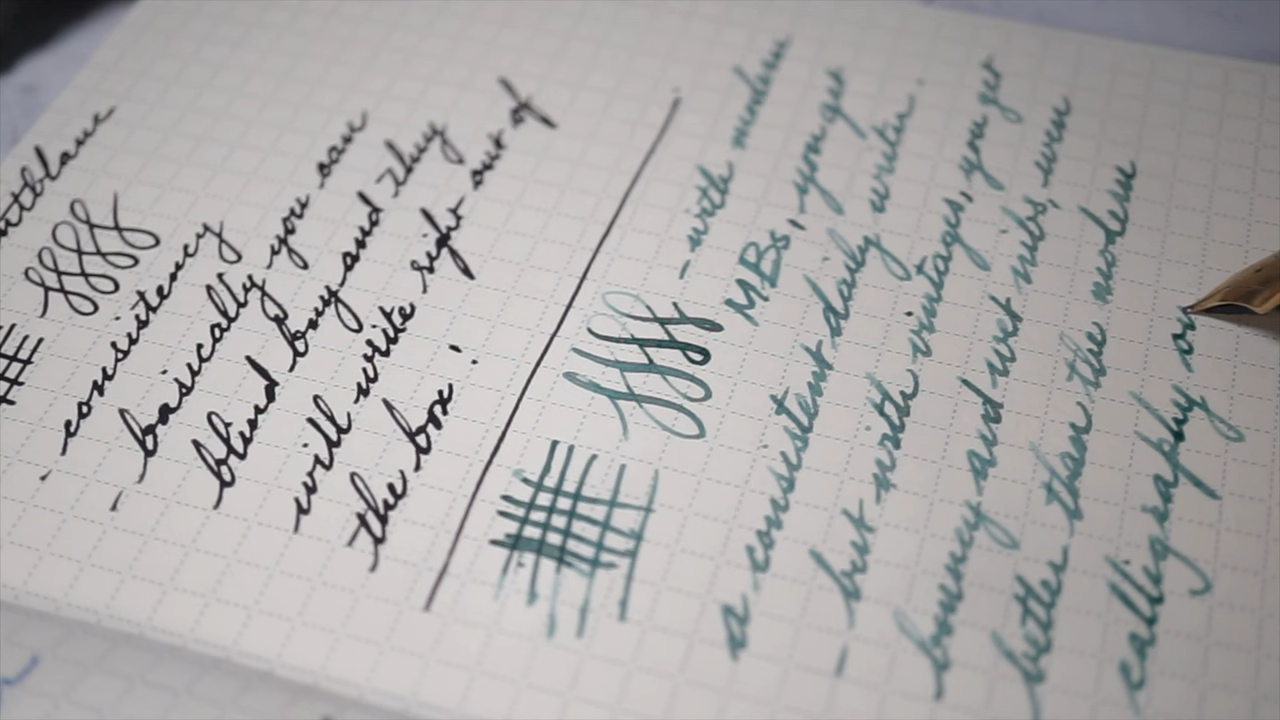 - consistency
- basically you can
blind buy and they
will write right out of
the box!
- with modern
MBs, you get
a consistent daily writer.
- but with vintages, you get
bouncy and wet nibs, even
better than the modern
calligraphy on